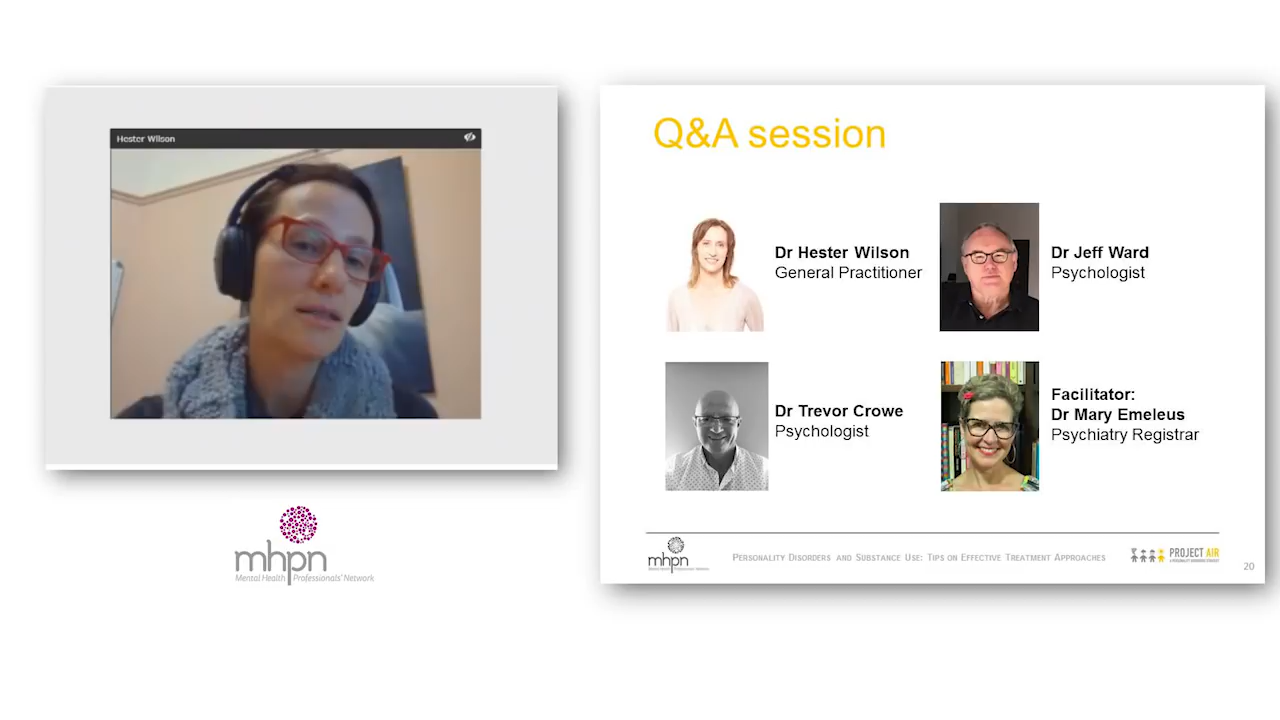 Hester Wilson
mhpn
Mental Health Professionals' Network
Q&A session
Dr Hester Wilson
General Practitioner
Dr Jeff Ward
Psychologist
Dr Trevor Crowe
Psychologist
Facilitator:
Dr Mary Emeleus
Psychiatry Registrar
mhpn
PERSONALITY DISORDERS AND SUBSTANCE USE: TIPS ON EFFECTIVE TREATMENT APPROACHES
PROJECT AIR
20